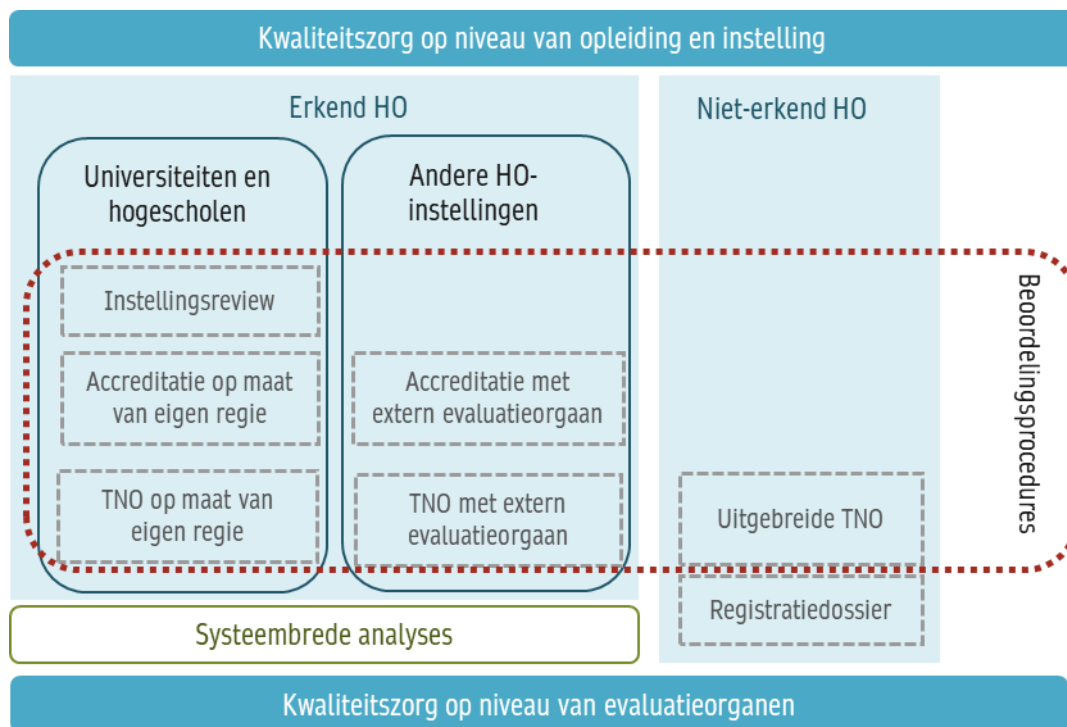 Kwaliteitszorg op niveau van opleiding en instelling
Erkend HO
Niet-erkend HO
Universiteiten en
hogescholen
Andere HO-
instellingen
Instellingsreview
Accreditatie op maat
van eigen regie
Accreditatie met
extern evaluatieorgaan
TNO op maat van
eigen regie
TNO met extern
evaluatieorgaan
Uitgebreide TNO
Registratiedossier
Beoordelingsprocedures
Systeembrede analyses
Kwaliteitszorg op niveau van evaluatieorganen